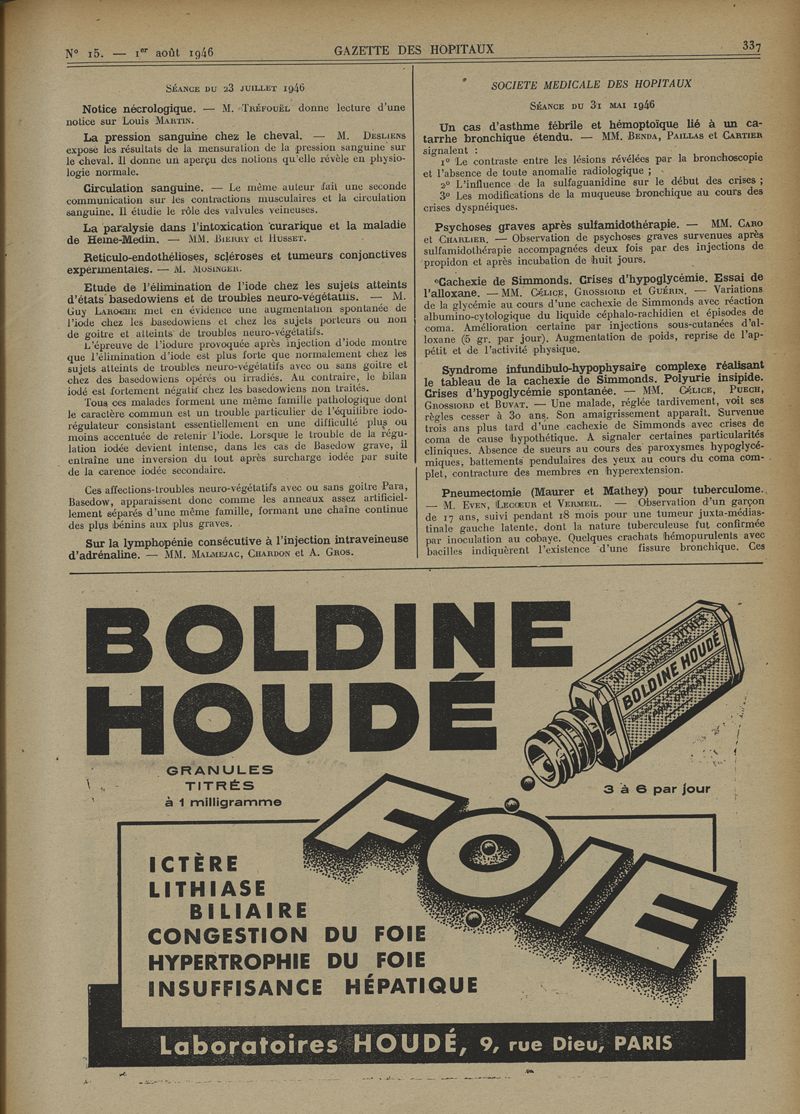 N° 15. — 1er août 1946
GAZETTE DES HOPITAUX
337
Séance du 23 juillet 1946
Notice nécrologique. — M. Tréfouël donne lecture d'une
notice sur Louis Martin.
La pression sanguine chez le cheval. — M. Desliens
expose les résultats de la mensuration de la pression sanguine sur
le cheval. Il donne un aperçu des notions qu'elle révèle en physio-
logie normale.
Circulation sanguine. — Le même auteur fait une seconde
communication sur les contractions musculaires et la circulation
sanguine. Il étudie le rôle des valvules veineuses.
La paralysie dans l'intoxication curarique et la maladie
de Heine-Medin. — MM. Bierry et Husset.
Reticulo-endothélioses, scléroses et tumeurs conjonctives
experimentales. — M. Mosinger.
Etude de l'élimination de l'iode chez les sujets atteints
d'états basedowiens et de troubles neuro-végétatifs. — M.
Guy Laroche met en évidence une augmentation spontanée de
l'iode chez les basedowiens et chez les sujets porteurs ou non
de goitre et atteints de troubles neuro-végétatifs.
L'épreuve de l'iodure provoquée après injection d'iode montre
que l'élimination d'iode est plus forte que normalement chez les
sujets atteints de troubles neuro-végétatifs avec ou sans goitre et
chez des basedowiens opérés ou irradiés. Au contraire, le bilan
iodé est fortement négatif chez les basedowiens non traités.
Tous ces malades forment une même famille pathologique dont
le caractère commun est un trouble particulier de l'équilibre iodo-
régulateur consistant essentiellement en une difficulté plus ou
moins accentuée de retenir l'iode. Lorsque le trouble de la régu-
lation iodée devient intense, dans les cas de Basedow grave, il
entraîne une inversion du tout après surcharge iodée par suite
de la carence iodée secondaire.
Ces affections-troubles neuro-végétatifs avec ou sans goitre Para,
Basedow, apparaissent donc comme les anneaux assez artificiel-
lement séparés d'une même famille, formant une chaîne continue
des plus bénins aux plus graves.
Sur la lymphopénie consécutive à l'injection intraveineuse
d'adrénaline. — MM. Malmejac, Chardon et A. Gros.
SOCIETE MEDICALE DES HOPITAUX
Séance du 31 mai 1946
Un cas d'asthme fébrile et hémoptoïque lié à un ca-
tarrhe bronchique étendu. — MM. Benda, Paillas et Cartier
signalent :
1° Le contraste entre les lésions révélées par la bronchoscopie
et l'absence de toute anomalie radiologique ;
2° L'influence de la sulfaguanidine sur le début des crises ;
3° Les modifications de la muqueuse bronchique au cours des
crises dyspnéiques.
Psychoses graves après sulfamidothérapie. — MM. Caro
et Charlier. — Observation de psychoses graves survenues après
sulfamidothérapie accompagnées deux fois par des injections de
propidon et après incubation de huit jours.
Cachexie de Simmonds. Crises d'hypoglycémie. Essai de
l'alloxane. — MM. Célice, Grossiord et Guérin. — Variations
de la glycémie au cours d'une cachexie de Simmonds avec réaction
albumino-cytologique du liquide céphalo-rachidien et épisodes de
coma. Amélioration certaine par injections sous-cutanées d'al-
loxane (5 gr. par jour). Augmentation de poids, reprise de l'ap-
pétit et de l'activité physique.
Syndrome infundibulo-hypophysaire complexe réalisant
le tableau de la cachexie de Simmonds. Polyurie insipide.
Crises d'hypoglycémie spontanée. — MM. Célice, Puech,
Grossiord et Buvat. — Une malade, réglée tardivement, voit ses
règles cesser à 30 ans. Son amaigrissement apparaît. Survenue
trois ans plus tard d'une cachexie de Simmonds avec crises de
coma de cause hypothétique. A signaler certaines particularités
cliniques. Absence de sueurs au cours des paroxysmes hypoglycé-
miques, battements pendulaires des yeux au cours du coma com-
plet, contracture des membres en hyperextension.
Pneumectomie (Maurer et Mathey) pour tuberculome.
— M. Even, Lecœur et Vermeil. — Observation d'un garçon
de 17 ans, suivi pendant 18 mois pour une tumeur juxta-médias-
tinale gauche latente, dont la nature tuberculeuse fut confirmée
par inoculation au cobaye. Quelques crachats hémopurulents avec
bacilles indiquèrent l'existence d'une fissure bronchique. Ces
BOLDINE
HOUDÉ
50 GRANULES TITRÉS
BOLDINE HOUDÉ
GRANULES
TITRÉS
à 1 milligramme
3 à 6 par jour
FOIE
ICTÈRE
LITHIASE
BILIAIRE
CONGESTION DU FOIE
HYPERTROPHIE DU FOIE
INSUFFISANCE HÉPATIQUE
Laboratoires HOUDÉ, 9, rue Dieu, PARIS